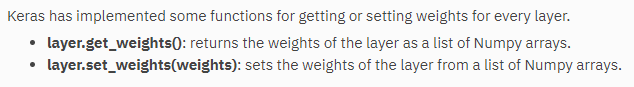 Keras has implemented some functions for getting or setting weights for every layer.
• layer.get_weights(): returns the weights of the layer as a list of Numpy arrays.
• layer.set_weights(weights): sets the weights of the layer from a list of Numpy arrays.